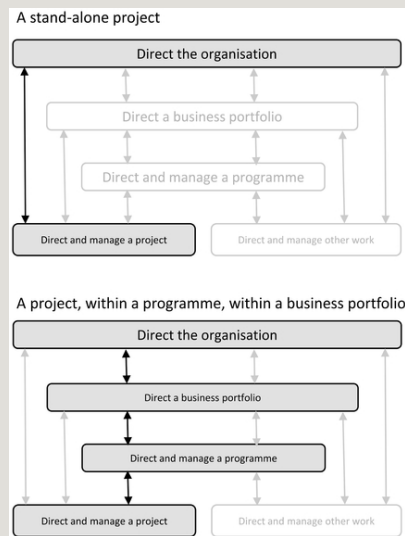 A stand-alone project
Direct the organisation
Direct a business portfolio
Direct and manage a programme
Direct and manage a project
Direct and manage other work
A project, within a programme, within a business portfolio
Direct the organisation
Direct a business portfolio
Direct and manage a programme
Direct and manage a project
Direct and manage other work